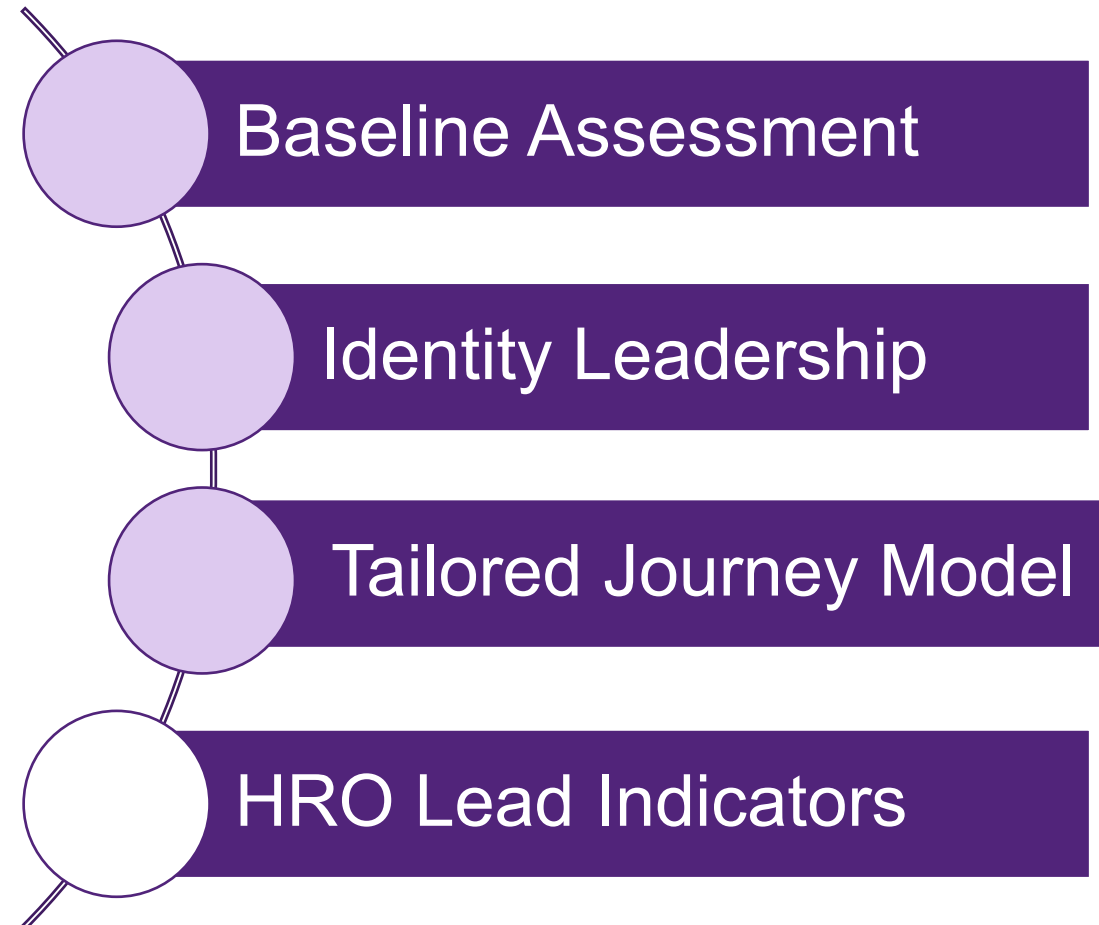 Baseline Assessment
Identity Leadership
Tailored Journey Model
HRO Lead Indicators